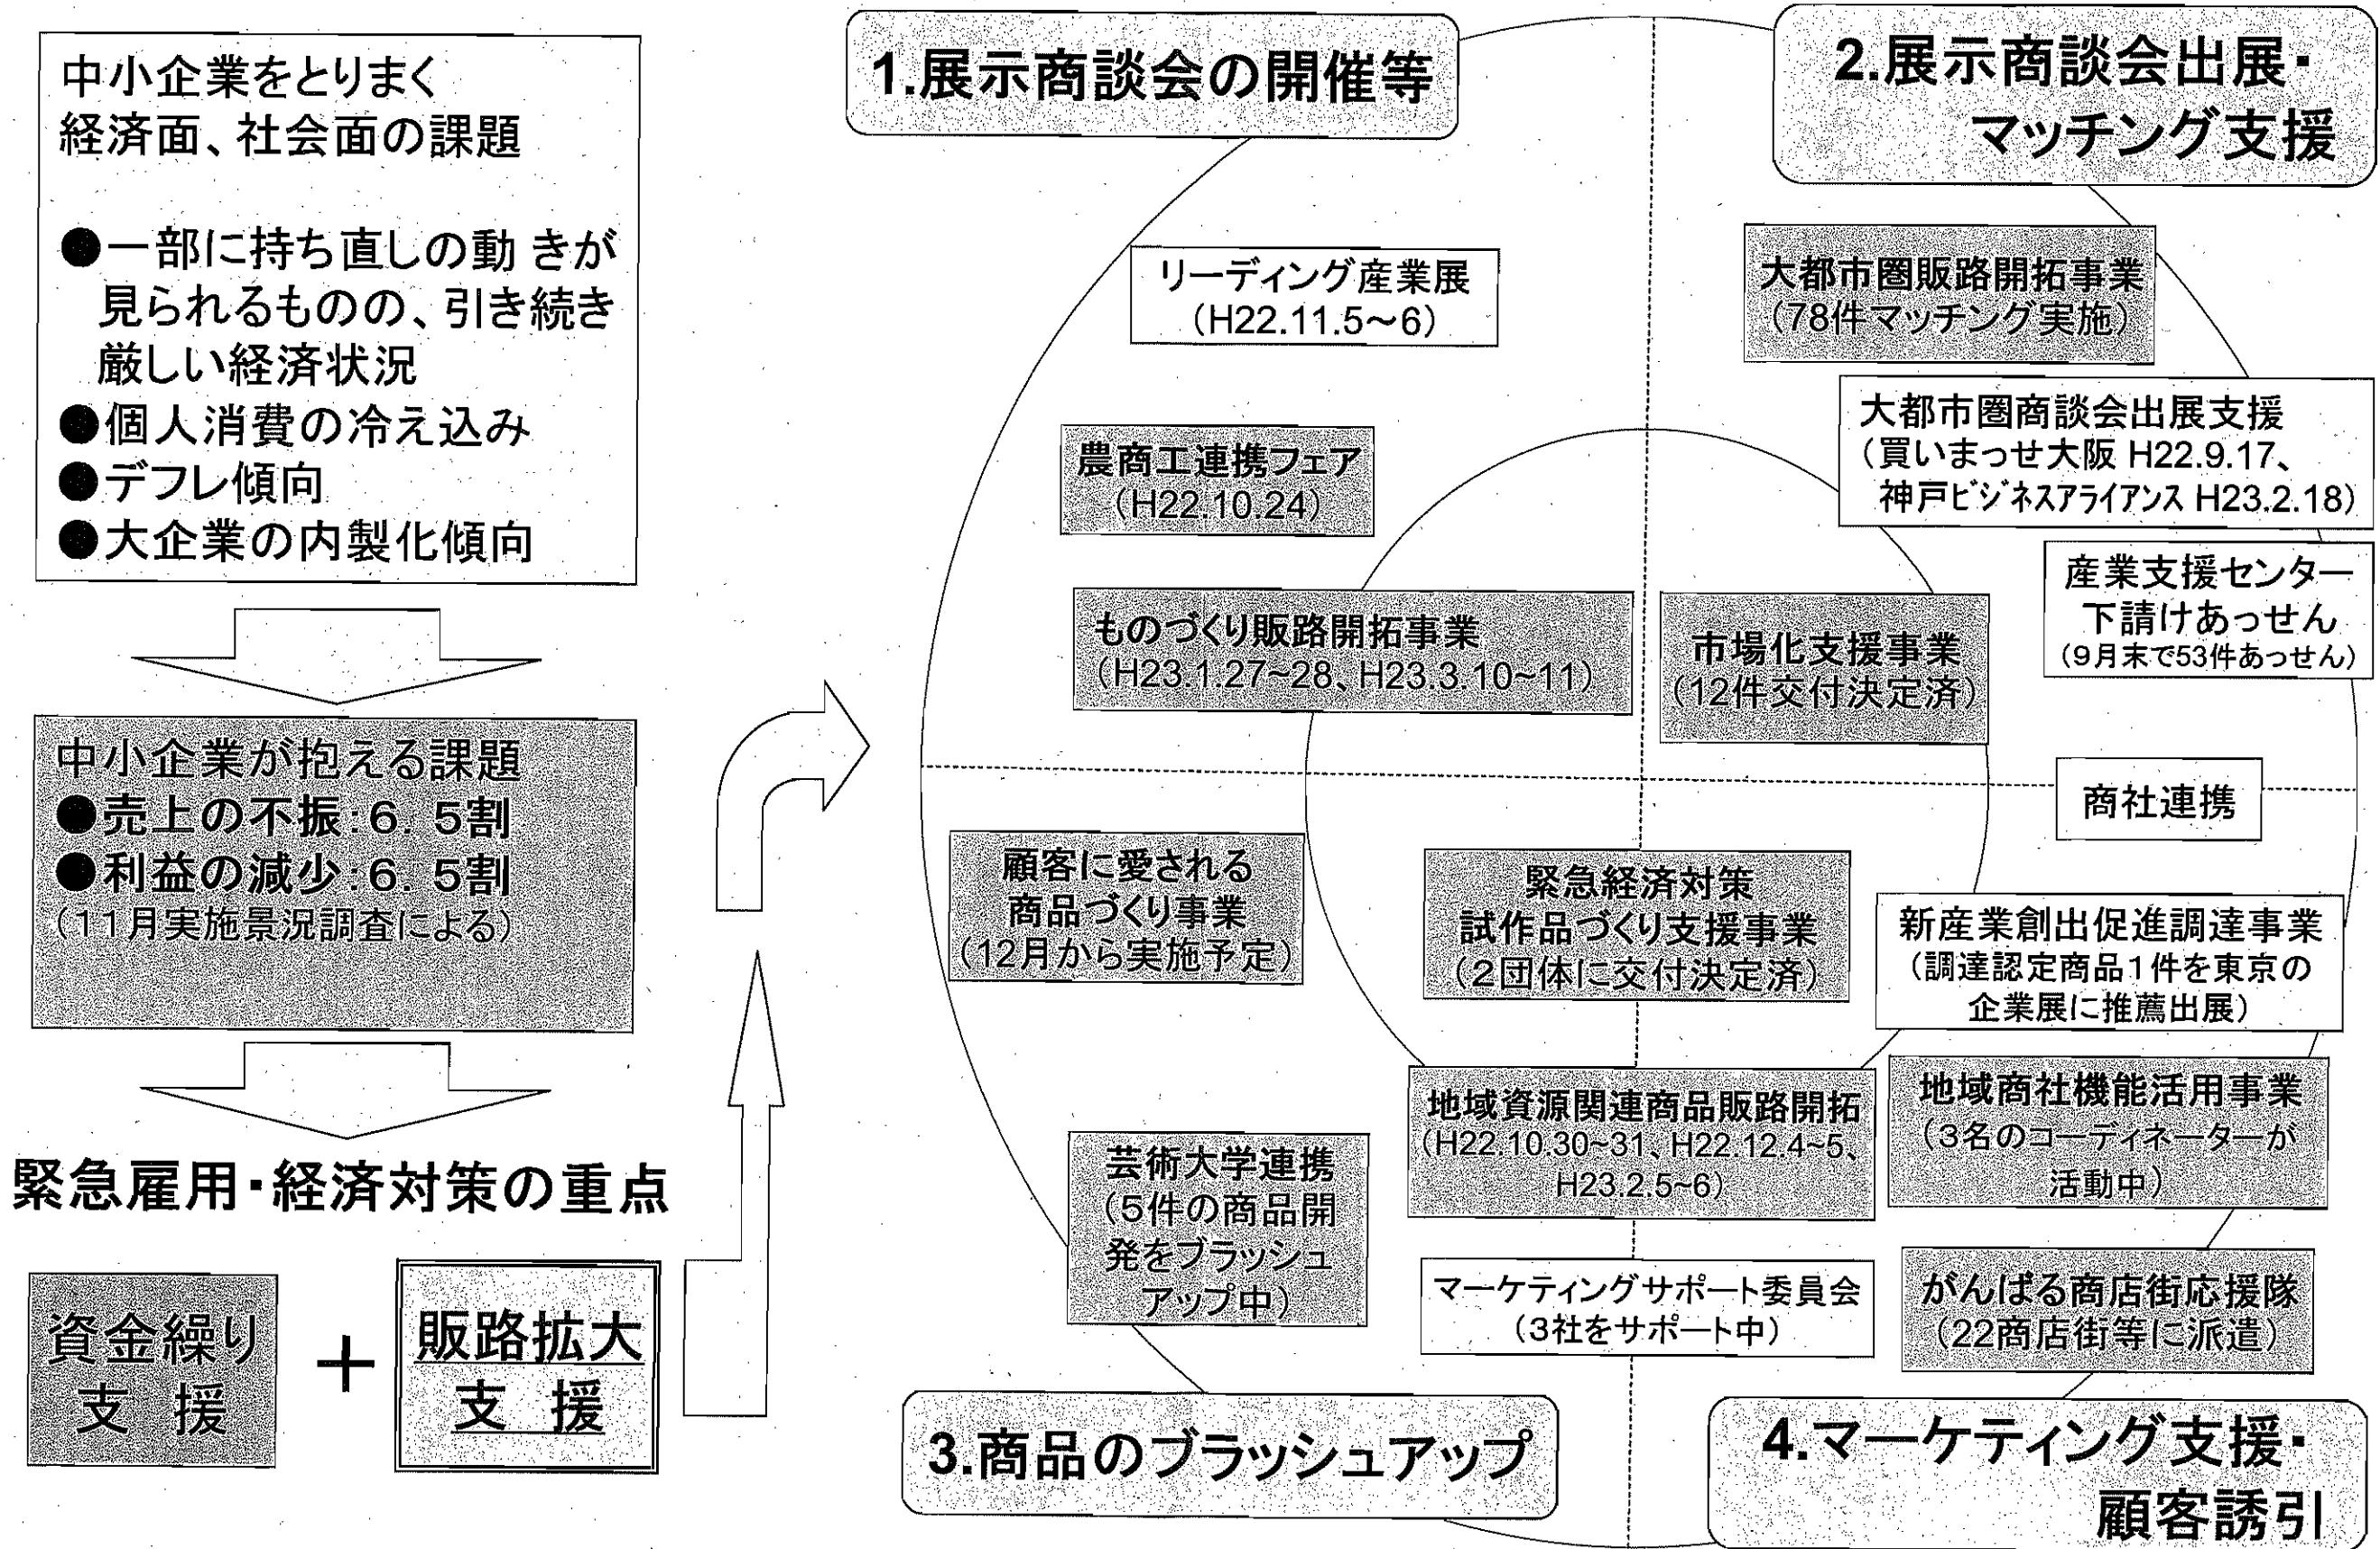 中小企業をとりまく
経済面、社会面の課題
●一部に持ち直しの動 きが
見られるものの、引き続き
厳しい経済状況
●個人消費の冷え込み
●デフレ傾向
●大企業の内製化傾向
中小企業が抱える課題
●売上の不振:6.5割
●利益の減少:6.5割
(11月実施景況調査による)
緊急雇用・経済対策の重点
資金繰り
支 援
+
販路拡大
支 援
1.展示商談会の開催等
リーディング産業展
(H22.11.5~6)
農商工連携フェア
(H22.10.24)
ものづくり販路開拓事業
(H23.1.27~28、H23.3.10~11)
2.展示商談会出展・
マッチング支援
大都市圏販路開拓事業
(78件マッチング実施)
大都市圏商談会出展支援
(買いまっせ大阪 H22.9.17、
神戸ビジネスアライアンス H23.2.18)
産業支援センター
下請けあっせん
(9月末で53件あっせん)
市場化支援事業
(12件交付決定済)
商社連携
顧客に愛される
商品づくり事業
(12月から実施予定)
緊急経済対策
試作品づくり支援事業
(2団体に交付決定済)
新産業創出促進調達事業
(調達認定商品1件を東京の
企業展に推薦出展)
地域資源関連商品販路開拓
(H22.10.30~31、H22.12.4~5、
H23.2.5~6)
地域商社機能活用事業
(3名のコーディネーターが
活動中)
芸術大学連携
(5件の商品開
発をブラッシュ
アップ中)
マーケティングサポート委員会
(3社をサポート中)
がんばる商店街応援隊
(22商店街等に派遣)
3.商品のブラッシュアップ
4.マーケティング支援・
顧客誘引